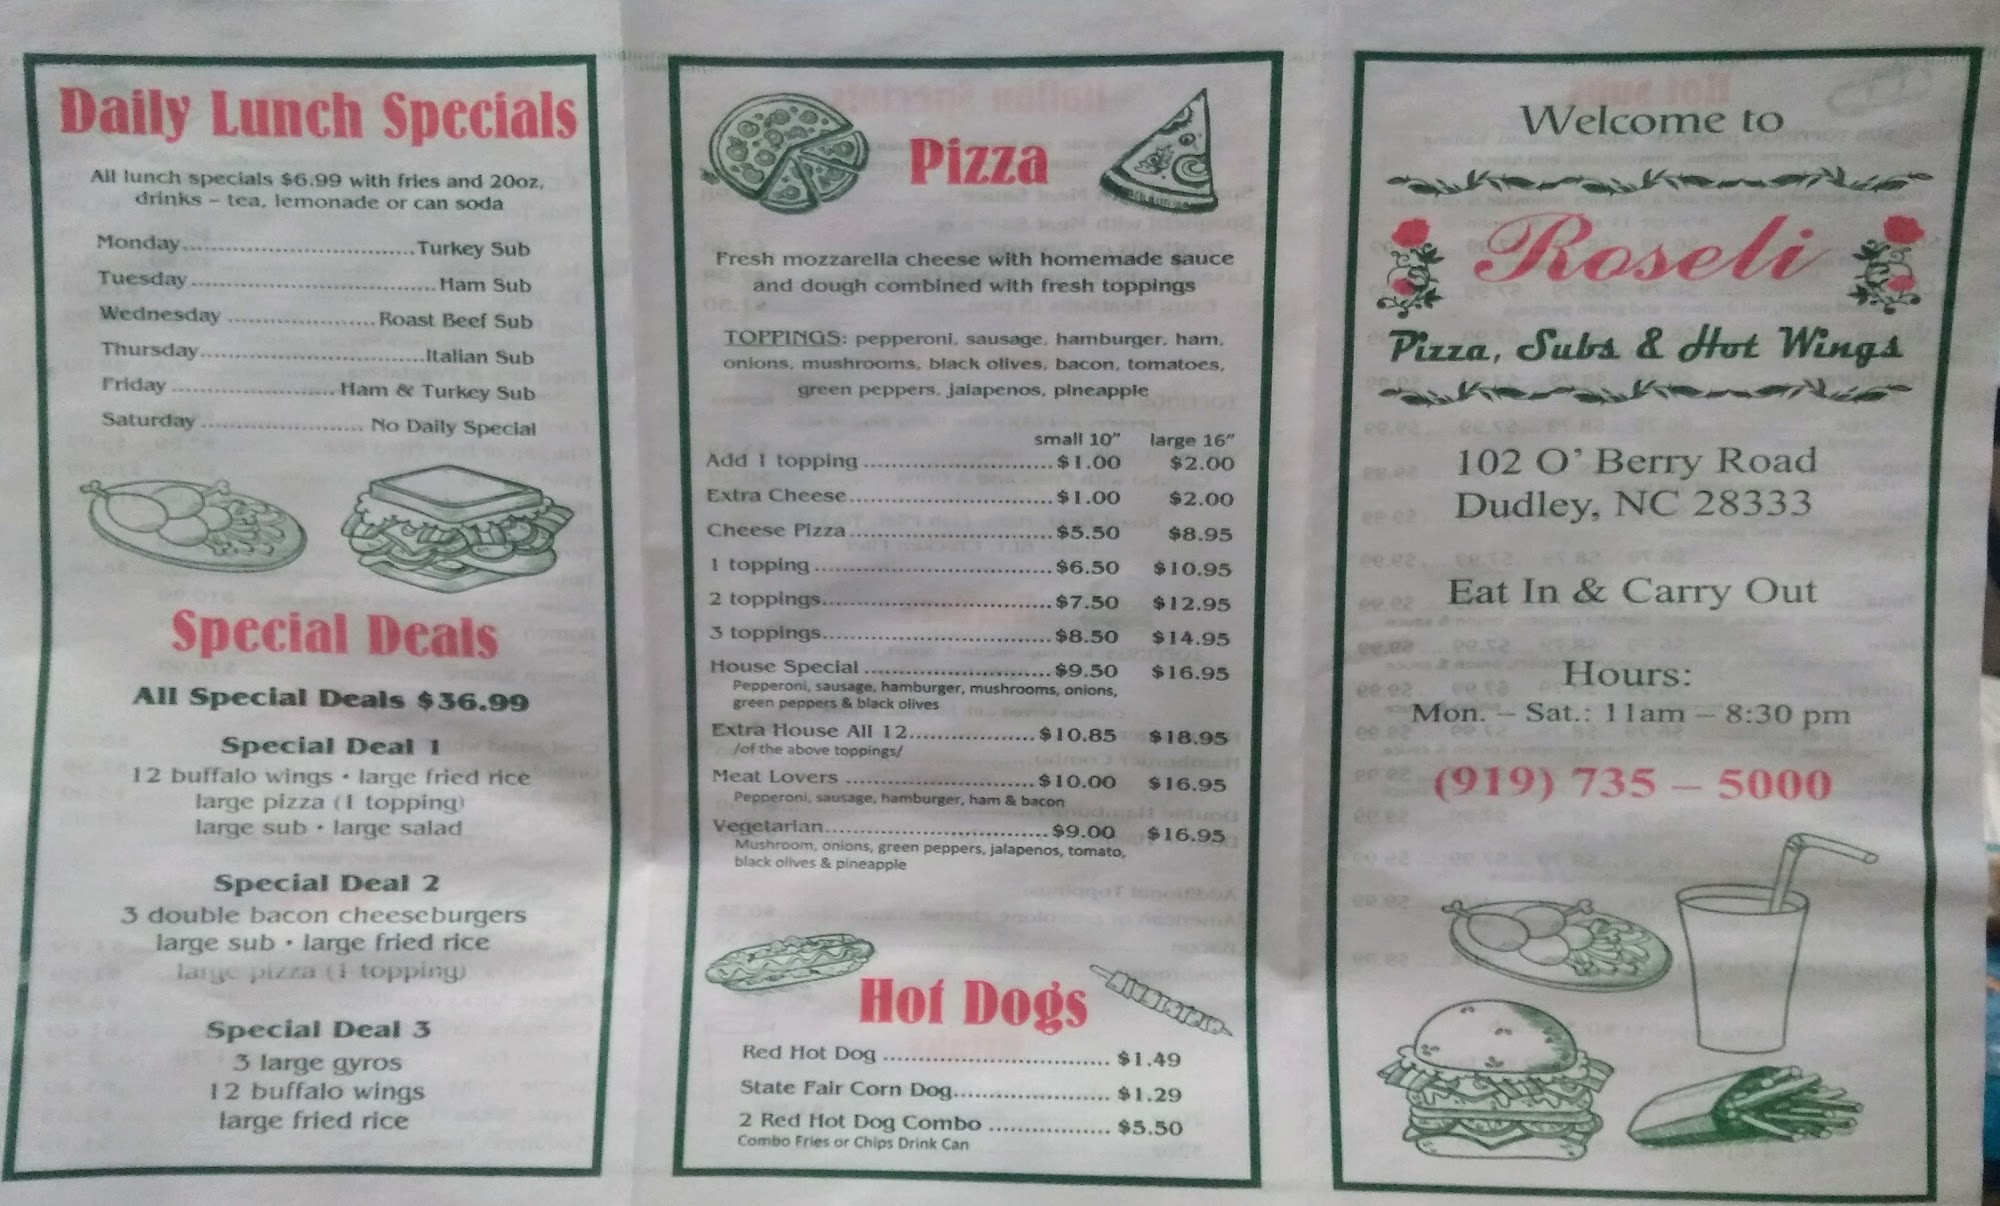 Daily Lunch Specials
All lunch specials $6.99 with fries and 20oz,
drinks – tea, lemonade or can soda
Monday..................................Turkey Sub
Tuesday...................................Ham Sub
Wednesday .....................Roast Beef Sub
Thursday................................Italian Sub
Friday .......................Ham & Turkey Sub
Saturday ....................... No Daily Special
Special Deals
All Special Deals $36.99
Special Deal 1
12 buffalo wings • large fried rice
large pizza (1 topping)
large sub • large salad
Special Deal 2
3 double bacon cheeseburgers
large sub • large fried rice
large pizza (1 topping)
Special Deal 3
3 large gyros
12 buffalo wings
large fried rice
Pizza
Fresh mozzarella cheese with homemade sauce
and dough combined with fresh toppings
TOPPINGS: pepperoni, sausage, hamburger, ham,
onions, mushrooms, black olives, bacon, tomatoes,
green peppers, jalapenos, pineapple
small 10" large 16"
Add 1 topping ...........................$1.00 $2.00
Extra Cheese.............................$1.00 $2.00
Cheese Pizza.............................$5.50 $8.95
1 topping ..................................$6.50 $10.95
2 toppings.................................$7.50 $12.95
3 toppings.................................$8.50 $14.95
House Special ...........................$9.50 $16.95
Pepperoni, sausage, hamburger, mushrooms, onions,
green peppers & black olives
Extra House All 12..................$10.85 $18.95
/of the above toppings/
Meat Lovers ...........................$10.00 $16.95
Pepperoni, sausage, hamburger, ham & bacon
Vegetarian................................$9.00 $16.95
Mushroom, onions, green peppers, jalapenos, tomato,
black olives & pineapple
Hot Dogs
Red Hot Dog ................................ $1.49
State Fair Corn Dog...................... $1.29
2 Red Hot Dog Combo ................. $5.50
Combo Fries or Chips Drink Can
Welcome to
Roseli
Pizza, Subs & Hot Wings
102 O' Berry Road
Dudley, NC 28333
Eat In & Carry Out
Hours:
Mon. – Sat.: 11am – 8:30 pm
(919) 735 – 5000